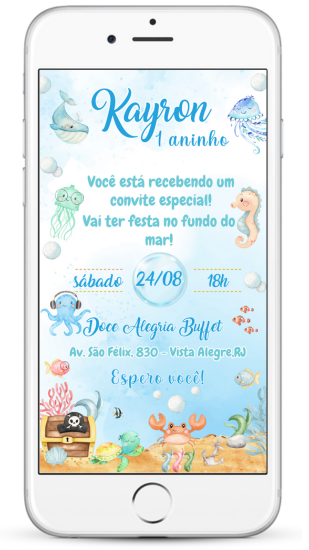 Kayron
1 aninho
Você está recebendo um
convite especial!
Vai ter festa no fundo do
mar!
sábado 24/08 18h
Doce Alegria Buffet
Av. São Félix, 830 - Vista Alegre,RJ
Espero você!